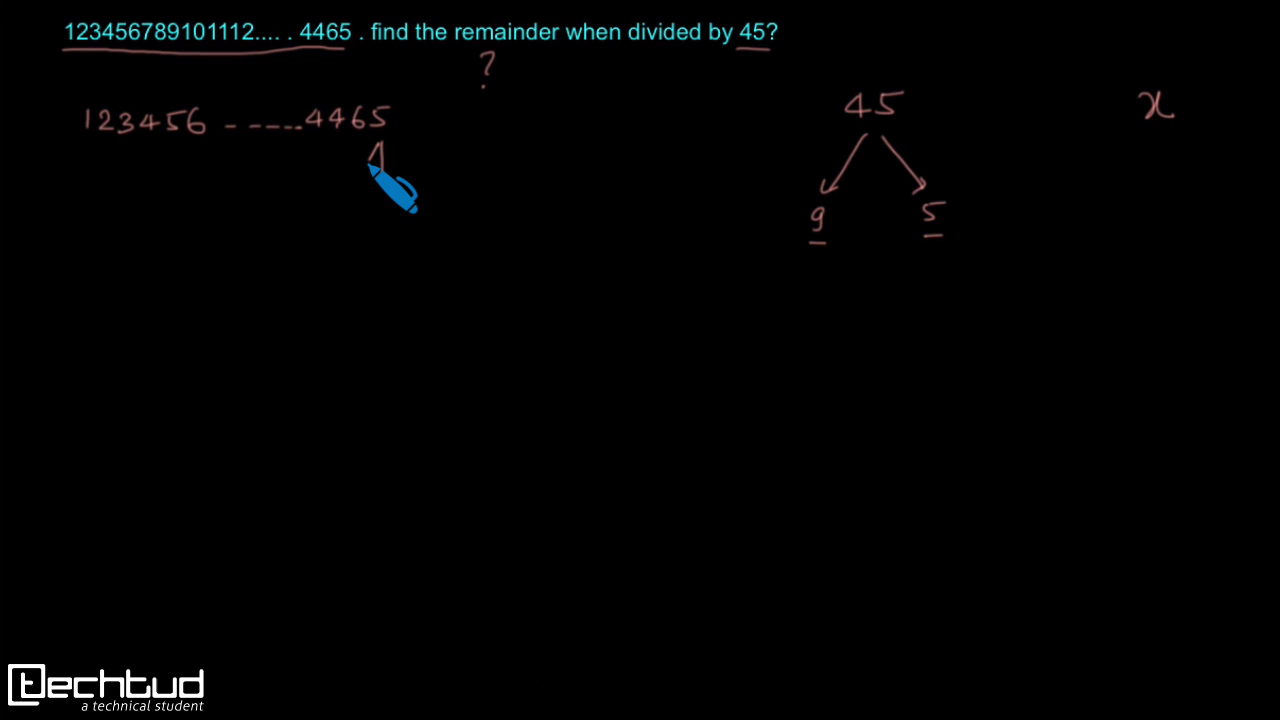 123456789101112.... . 4465 . find the remainder when divided by 45?
?
123456 - - - - ... 4465
45
x
9 5
techtud
a technical student